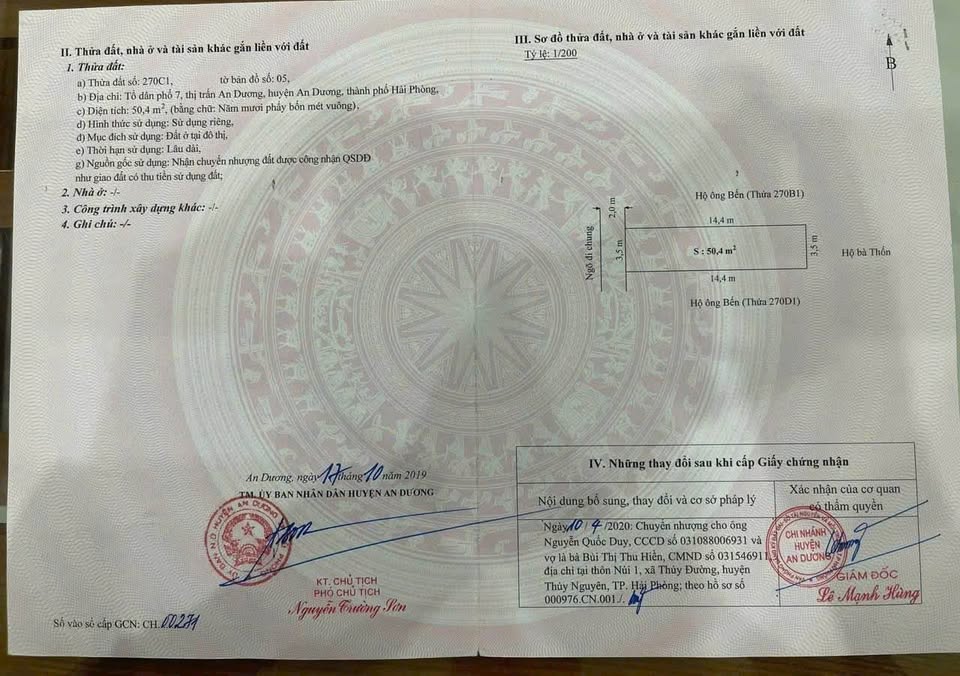 II. Thửa đất, nhà ở và tài sản khác gắn liền với đất
1. Thửa đất:
a) Thửa đất số: 270C1, tờ bản đồ số: 05,
b) Địa chỉ: Tổ dân phố 7, thị trấn An Dương, huyện An Dương, thành phố Hải Phòng,
c) Diện tích: 50,4 m², (bằng chữ: Năm mươi phẩy bốn mét vuông),
d) Hình thức sử dụng: Sử dụng riêng,
đ) Mục đích sử dụng: Đất ở tại đô thị,
e) Thời hạn sử dụng: Lâu dài,
g) Nguồn gốc sử dụng: Nhận chuyển nhượng đất được công nhận QSDĐ
như giao đất có thu tiền sử dụng đất;
2. Nhà ở: -/-
3. Công trình xây dựng khác: -/-
4. Ghi chú: -/-
An Dương, ngày 17 tháng 10 năm 2019
TM. ỦY BAN NHÂN DÂN HUYỆN AN DƯƠNG
KT. CHỦ TỊCH
PHÓ CHỦ TỊCH
Nguyễn Trường Sơn
Số vào sổ cấp GCN: CH.00271
III. Sơ đồ thửa đất, nhà ở và tài sản khác gắn liền với đất
Tỷ lệ: 1/200
B
Hộ ông Bến (Thửa 270B1)
2,0 m
14,4 m
Ngõ đi chung
3,5 m
S : 50,4 m²
3,5 m
Hộ bà Thốn
14,4 m
Hộ ông Bến (Thửa 270D1)
IV. Những thay đổi sau khi cấp Giấy chứng nhận
Nội dung bổ sung, thay đổi và cơ sở pháp lý
Xác nhận của cơ quan
có thẩm quyền
Ngày 10/4/2020: Chuyển nhượng cho ông
Nguyễn Quốc Duy, CCCD số 031088006931 và
vợ là bà Bùi Thị Thu Hiền, CMND số 031546911
địa chỉ tại thôn Núi 1, xã Thủy Đường, huyện
Thủy Nguyên, TP. Hải Phòng; theo hồ sơ số
000976.CN.001./.
CHI NHÁNH
HUYỆN
AN DƯƠNG
GIÁM ĐỐC
Lê Mạnh Hùng